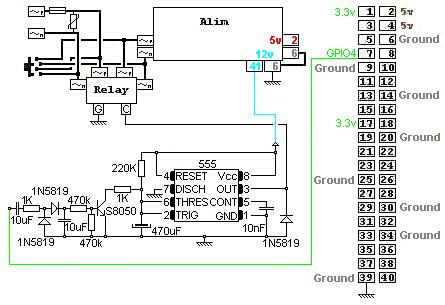 Alim
5v 2
12v 6
41 6
Relay
G C
3.3v 1 2 5v
3 4 5v
5 6 Ground
GPIO4 7 8
Ground 9 10
11 12
13 14 Ground
15 16
3.3v 17 18
19 20 Ground
21 22
23 24
Ground 25 26
27 28
29 30 Ground
31 32
33 34 Ground
35 36
37 38
Ground 39 40
555
220K
4 RESET Vcc 8
7 DISCH OUT 3
6 THRES CONT 5
2 TRIG GND 1
1K
S8050
1N5819
470k
1K
10uF
10uF
1N5819
470k
470uF
10nF
1N5819